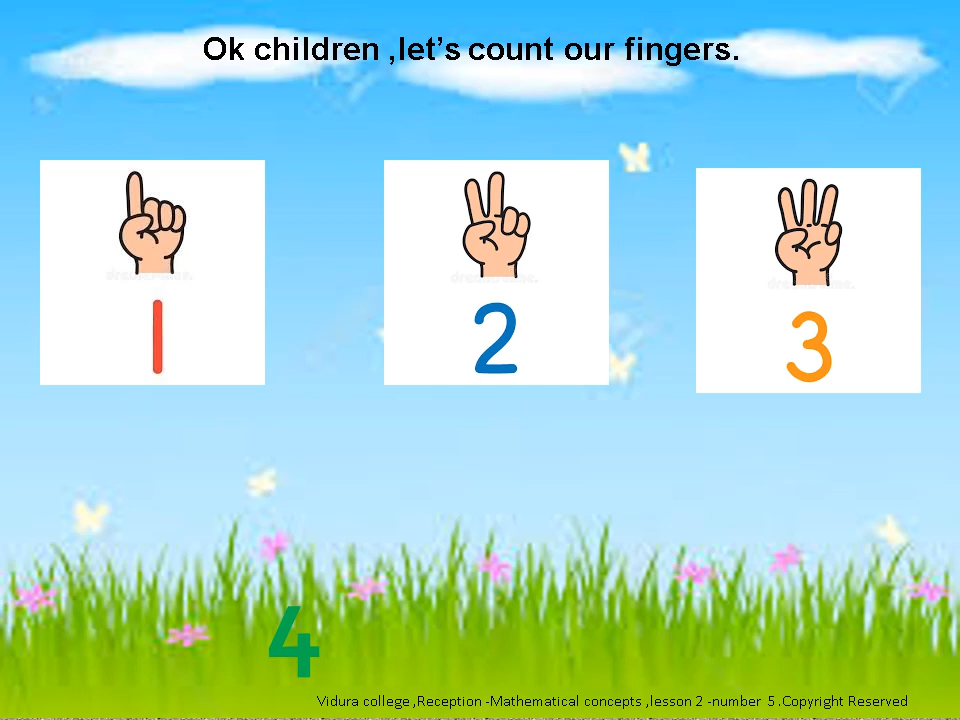 Ok children ,let's count our fingers.
1
2
3
4
Vidura college ,Reception -Mathematical concepts ,lesson 2 -number 5 .Copyright Reserved